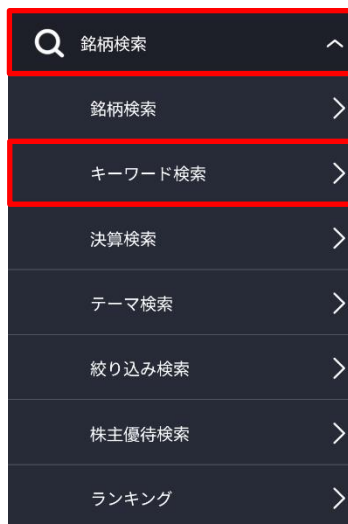 銘柄検索
銘柄検索
キーワード検索
決算検索
テーマ検索
絞り込み検索
株主優待検索
ランキング